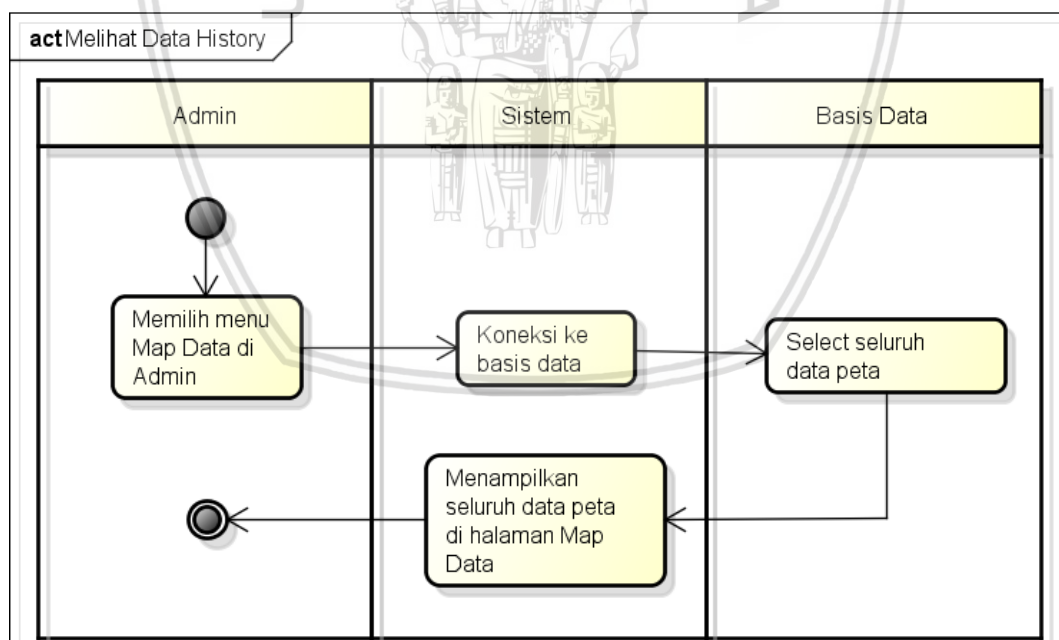 act Melihat Data History
Admin
Sistem
Basis Data
Memilih menu
Map Data di
Admin
Koneksi ke
basis data
Select seluruh
data peta
Menampilkan
seluruh data peta
di halaman Map
Data